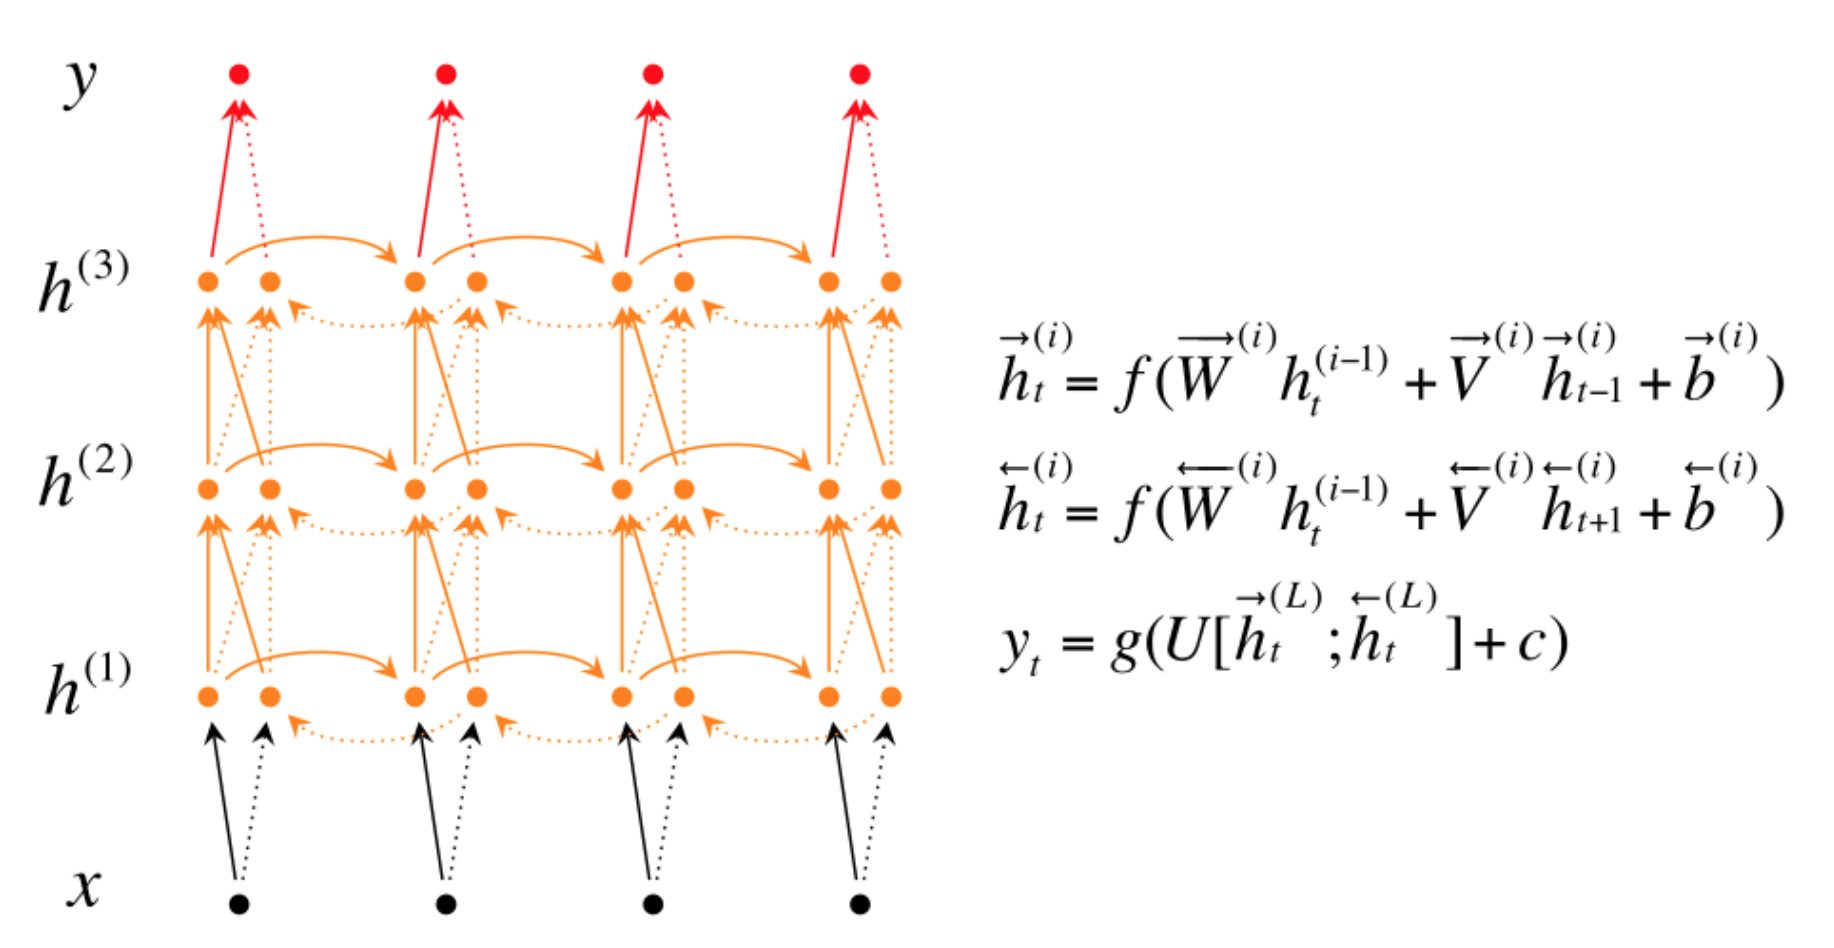 y
h^{(3)}
h^{(2)}
h^{(1)}
x
\overrightarrow{h}_t^{(i)} = f(\overrightarrow{W}^{(i)} h_t^{(i-1)} + \overrightarrow{V}^{(i)} \overrightarrow{h}_{t-1}^{(i)} + \overrightarrow{b}^{(i)})
\overleftarrow{h}_t^{(i)} = f(\overleftarrow{W}^{(i)} h_t^{(i-1)} + \overleftarrow{V}^{(i)} \overleftarrow{h}_{t+1}^{(i)} + \overleftarrow{b}^{(i)})
y_t = g(U[\overrightarrow{h}_t^{(L)}; \overleftarrow{h}_t^{(L)}] + c)